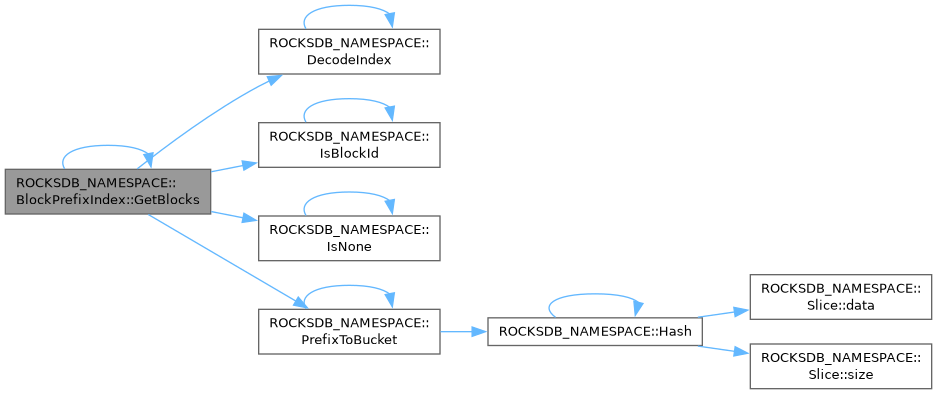 ROCKSDB_NAMESPACE::
DecodeIndex
ROCKSDB_NAMESPACE::
IsBlockId
ROCKSDB_NAMESPACE::
BlockPrefixIndex::GetBlocks
ROCKSDB_NAMESPACE::
IsNone
ROCKSDB_NAMESPACE::
PrefixToBucket
ROCKSDB_NAMESPACE::Hash
ROCKSDB_NAMESPACE::
Slice::data
ROCKSDB_NAMESPACE::
Slice::size